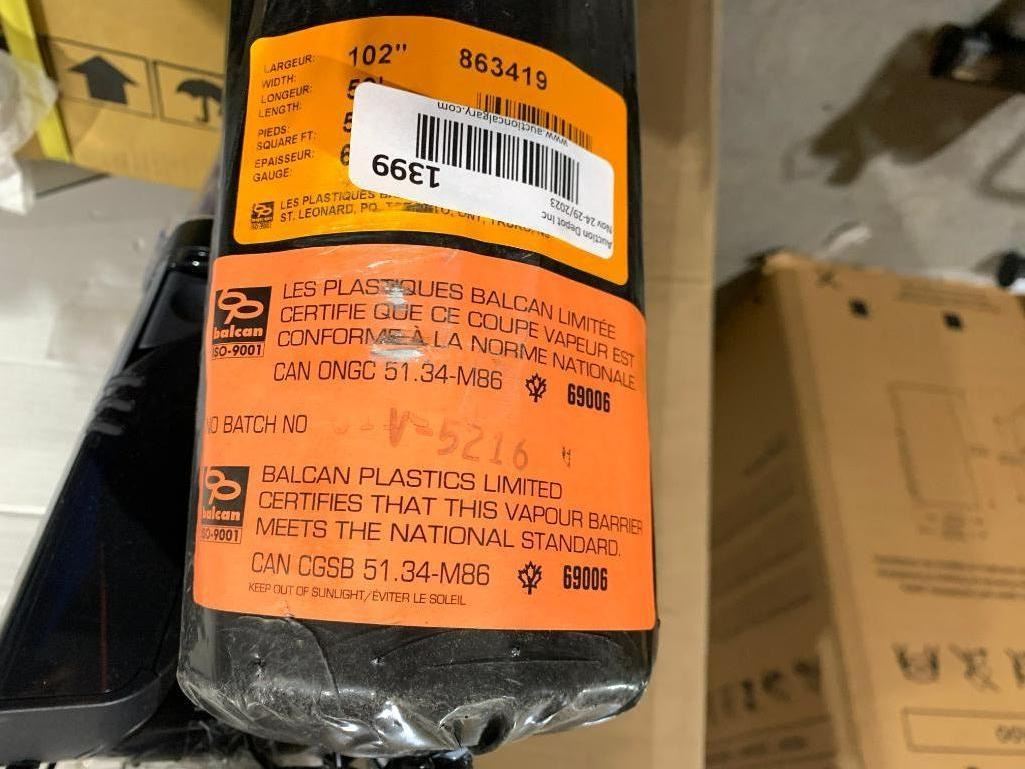 LARGEUR: 102" 863419
WIDTH:
LONGEUR:
LENGTH:
PIEDS:
SQUARE FT:
EPAISSEUR:
GAUGE:
LES PLASTIQUES
ST. LEONARD, PQ,
www.auctioncalgary.com
1399
Auction Depot Inc
Nov 24-29/2023
balcan
ISO-9001
LES PLASTIQUES BALCAN LIMITÉE
CERTIFIE QUE CE COUPE VAPEUR EST
CONFORME À LA NORME NATIONALE
CAN ONGC 51.34-M86 69006
NO BATCH NO V-5216
balcan
ISO-9001
BALCAN PLASTICS LIMITED
CERTIFIES THAT THIS VAPOUR BARRIER
MEETS THE NATIONAL STANDARD.
CAN CGSB 51.34-M86 69006
KEEP OUT OF SUNLIGHT/ÉVITER LE SOLEIL